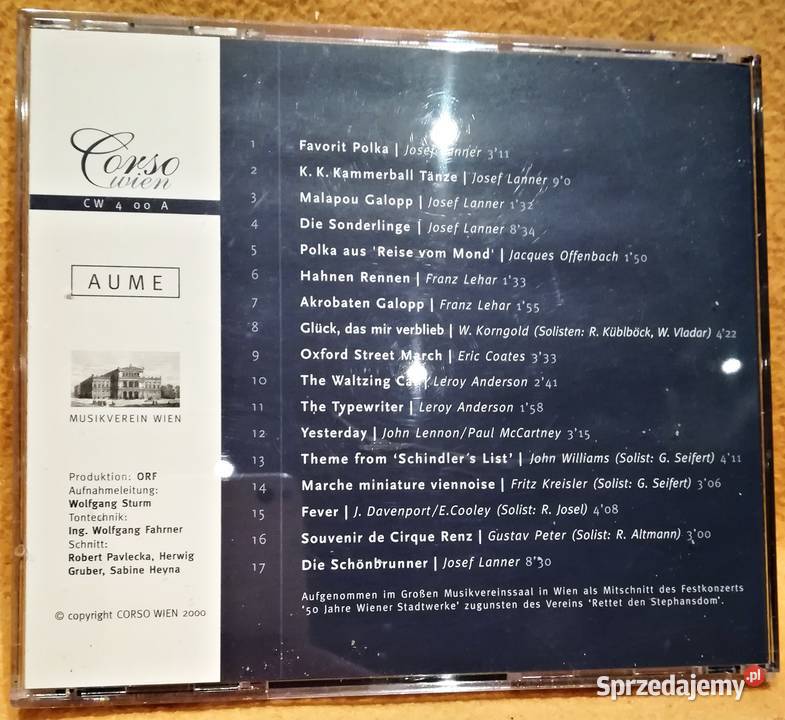 Corso
wien
CW 4 00 A
AUME
MUSIKVEREIN WIEN
Produktion: ORF
Aufnahmeleitung:
Wolfgang Sturm
Tontechnik:
Ing. Wolfgang Fahrner
Schnitt:
Robert Pavlecka, Herwig
Gruber, Sabine Heyna
© copyright CORSO WIEN 2000
1 Favorit Polka | Josef Lanner 3'11
2 K. K. Kammerball Tänze | Josef Lanner 9'0
3 Malapou Galopp | Josef Lanner 1'32
4 Die Sonderlinge | Josef Lanner 8'34
5 Polka aus 'Reise vom Mond' | Jacques Offenbach 1'50
6 Hahnen Rennen | Franz Lehar 1'33
7 Akrobaten Galopp | Franz Lehar 1'55
8 Glück, das mir verblieb | W. Korngold (Solisten: R. Küblböck, W. Vladar) 4'22
9 Oxford Street March | Eric Coates 3'33
10 The Waltzing Cat | Leroy Anderson 2'41
11 The Typewriter | Leroy Anderson 1'58
12 Yesterday | John Lennon/Paul McCartney 3'15
13 Theme from ‘Schindler´s List’ | John Williams (Solist: G. Seifert) 4'11
14 Marche miniature viennoise | Fritz Kreisler (Solist: G. Seifert) 3'06
15 Fever | J. Davenport/E.Cooley (Solist: R. Josel) 4'08
16 Souvenir de Cirque Renz | Gustav Peter (Solist: R. Altmann) 3'00
17 Die Schönbrunner | Josef Lanner 8'30
Aufgenommen im Großen Musikvereinssaal in Wien als Mitschnitt des Festkonzerts
‘50 Jahre Wiener Stadtwerke’ zugunsten des Vereins ‘Rettet den Stephansdom’.
Sprzedajemy.pl